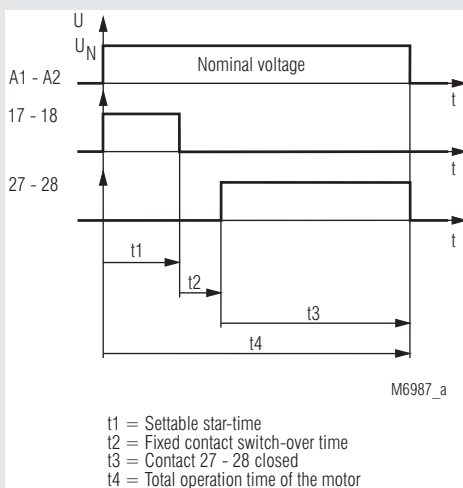 U
U_N
Nominal voltage
A1 - A2
t
17 - 18
t
27 - 28
t
t1
t2
t3
t4
M6987_a
t1 = Settable star-time
t2 = Fixed contact switch-over time
t3 = Contact 27 - 28 closed
t4 = Total operation time of the motor